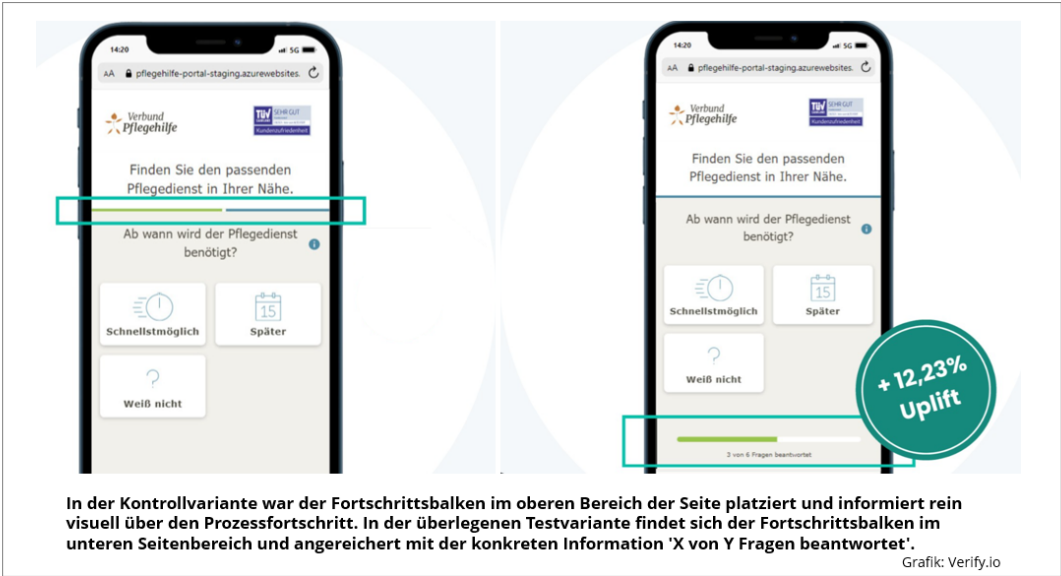 14:20
5G
AA pflegehilfe-portal-staging.azurewebsites.
Verbund
Pflegehilfe
TÜV SEHR GUT
Kundenzufriedenheit
Finden Sie den passenden
Pflegedienst in Ihrer Nähe.
Ab wann wird der Pflegedienst
benötigt?
Schnellstmöglich
15
Später
Weiß nicht
14:20
5G
AA pflegehilfe-portal-staging.azurewebsites.
Verbund
Pflegehilfe
TÜV SEHR GUT
Kundenzufriedenheit
Finden Sie den passenden
Pflegedienst in Ihrer Nähe.
Ab wann wird der Pflegedienst
benötigt?
Schnellstmöglich
15
Später
Weiß nicht
3 von 6 Fragen beantwortet
+ 12,23%
Uplift
In der Kontrollvariante war der Fortschrittsbalken im oberen Bereich der Seite platziert und informiert rein
visuell über den Prozessfortschritt. In der überlegenen Testvariante findet sich der Fortschrittsbalken im
unteren Seitenbereich und angereichert mit der konkreten Information 'X von Y Fragen beantwortet'.
Grafik: Verify.io